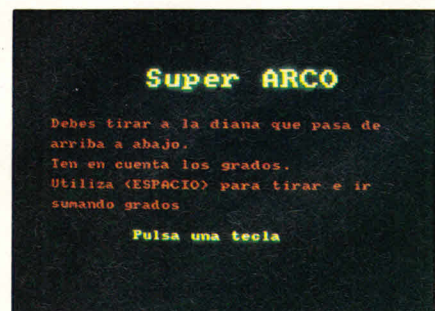 Super ARCO
Debes tirar a la diana que pasa de
arriba a abajo.
Ten en cuenta los grados.
Utiliza <ESPACIO> para tirar e ir
sumando grados
Pulsa una tecla